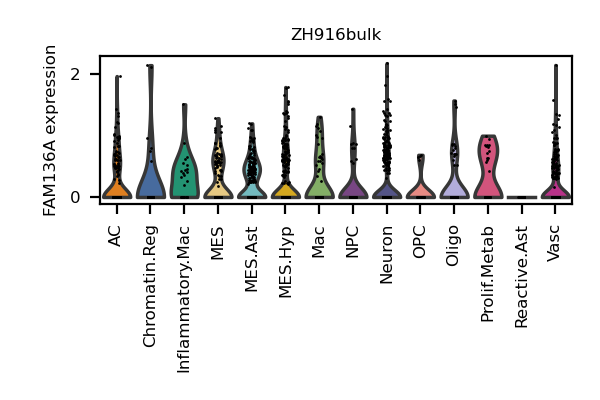 ZH916bulk
FAM136A expression
2
0
AC
Chromatin.Reg
Inflammatory.Mac
MES
MES.Ast
MES.Hyp
Mac
NPC
Neuron
OPC
Oligo
Prolif.Metab
Reactive.Ast
Vasc